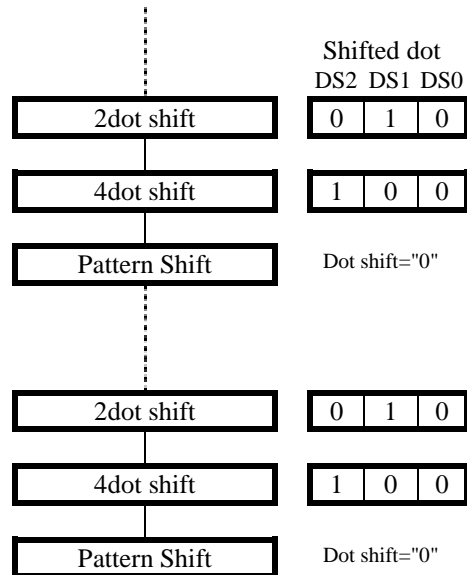 Shifted dot
DS2 DS1 DS0
2dot shift 0 1 0
4dot shift 1 0 0
Pattern Shift Dot shift="0"
2dot shift 0 1 0
4dot shift 1 0 0
Pattern Shift Dot shift="0"